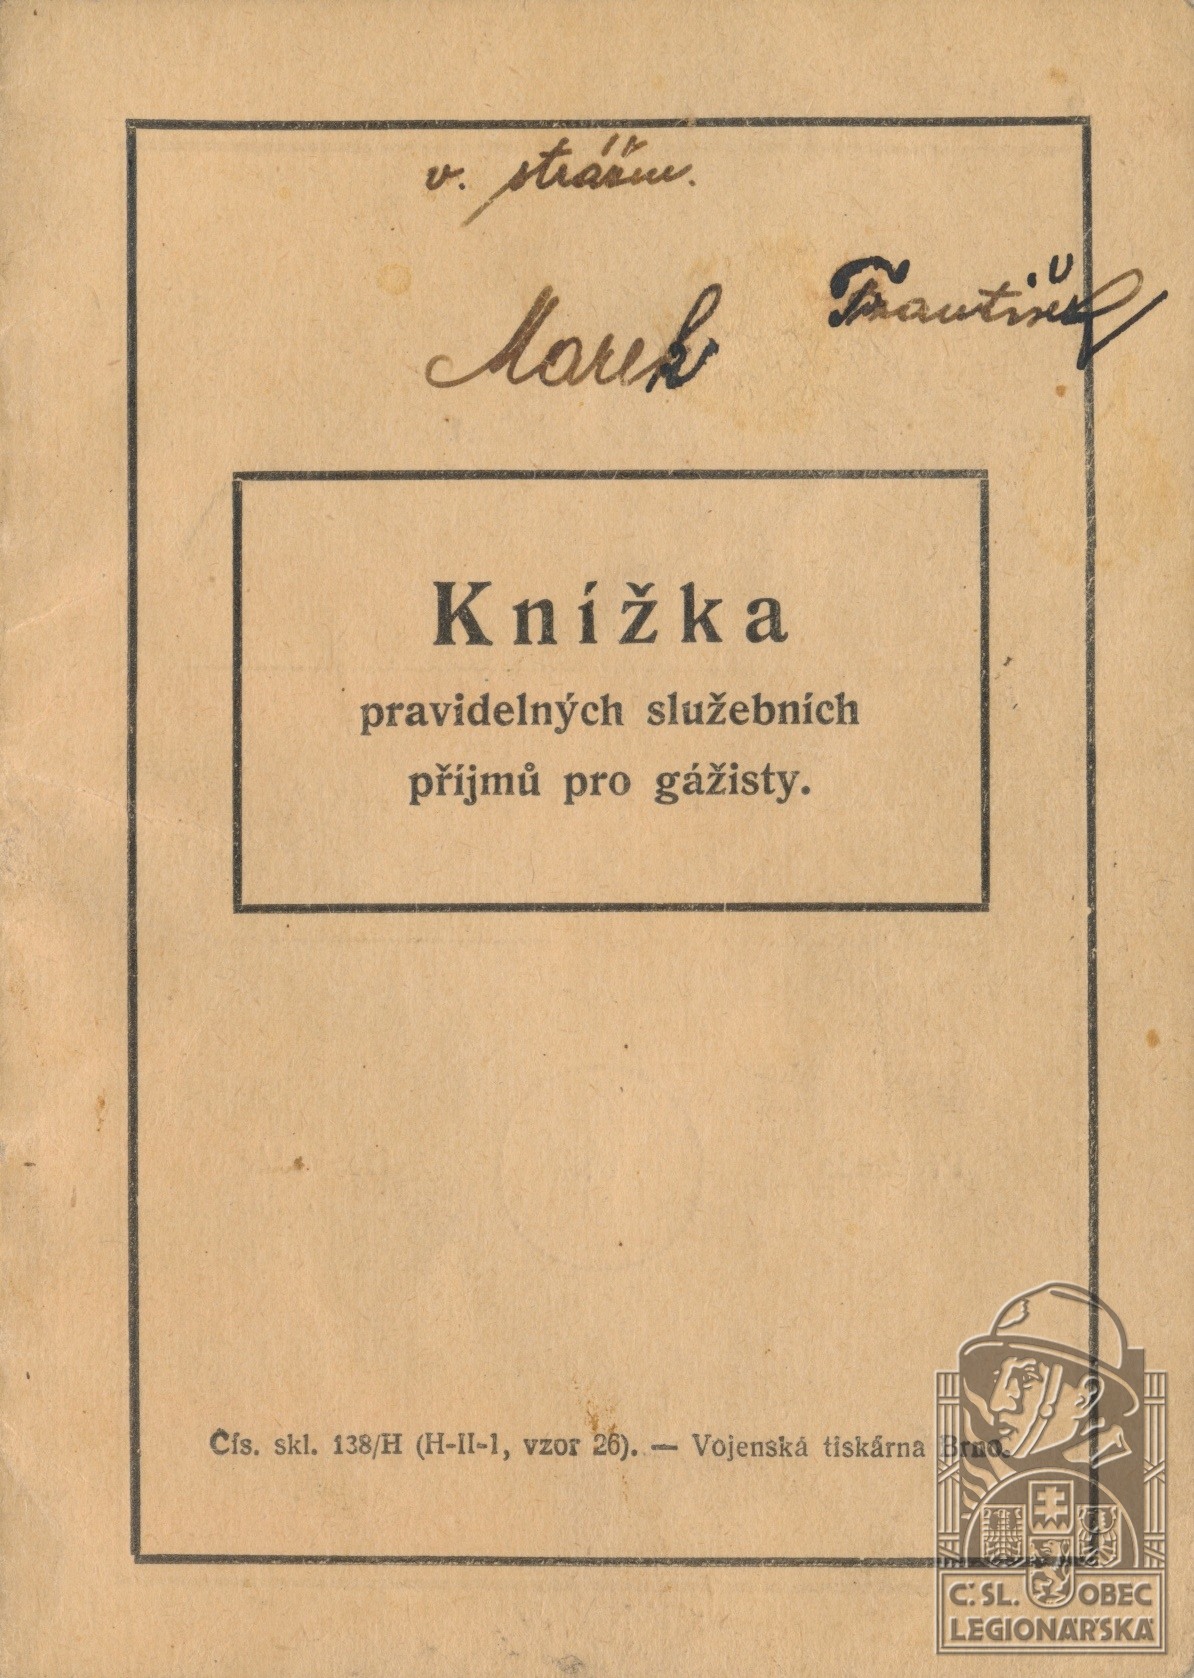 v. strážm.
Marek František
Knížka
pravidelných služebních
příjmů pro gážisty.
Čís. skl. 138/H (H-II-1, vzor 26). — Vojenská tiskárna Brno.
Č. SL. OBEC
LEGIONÁŘSKÁ